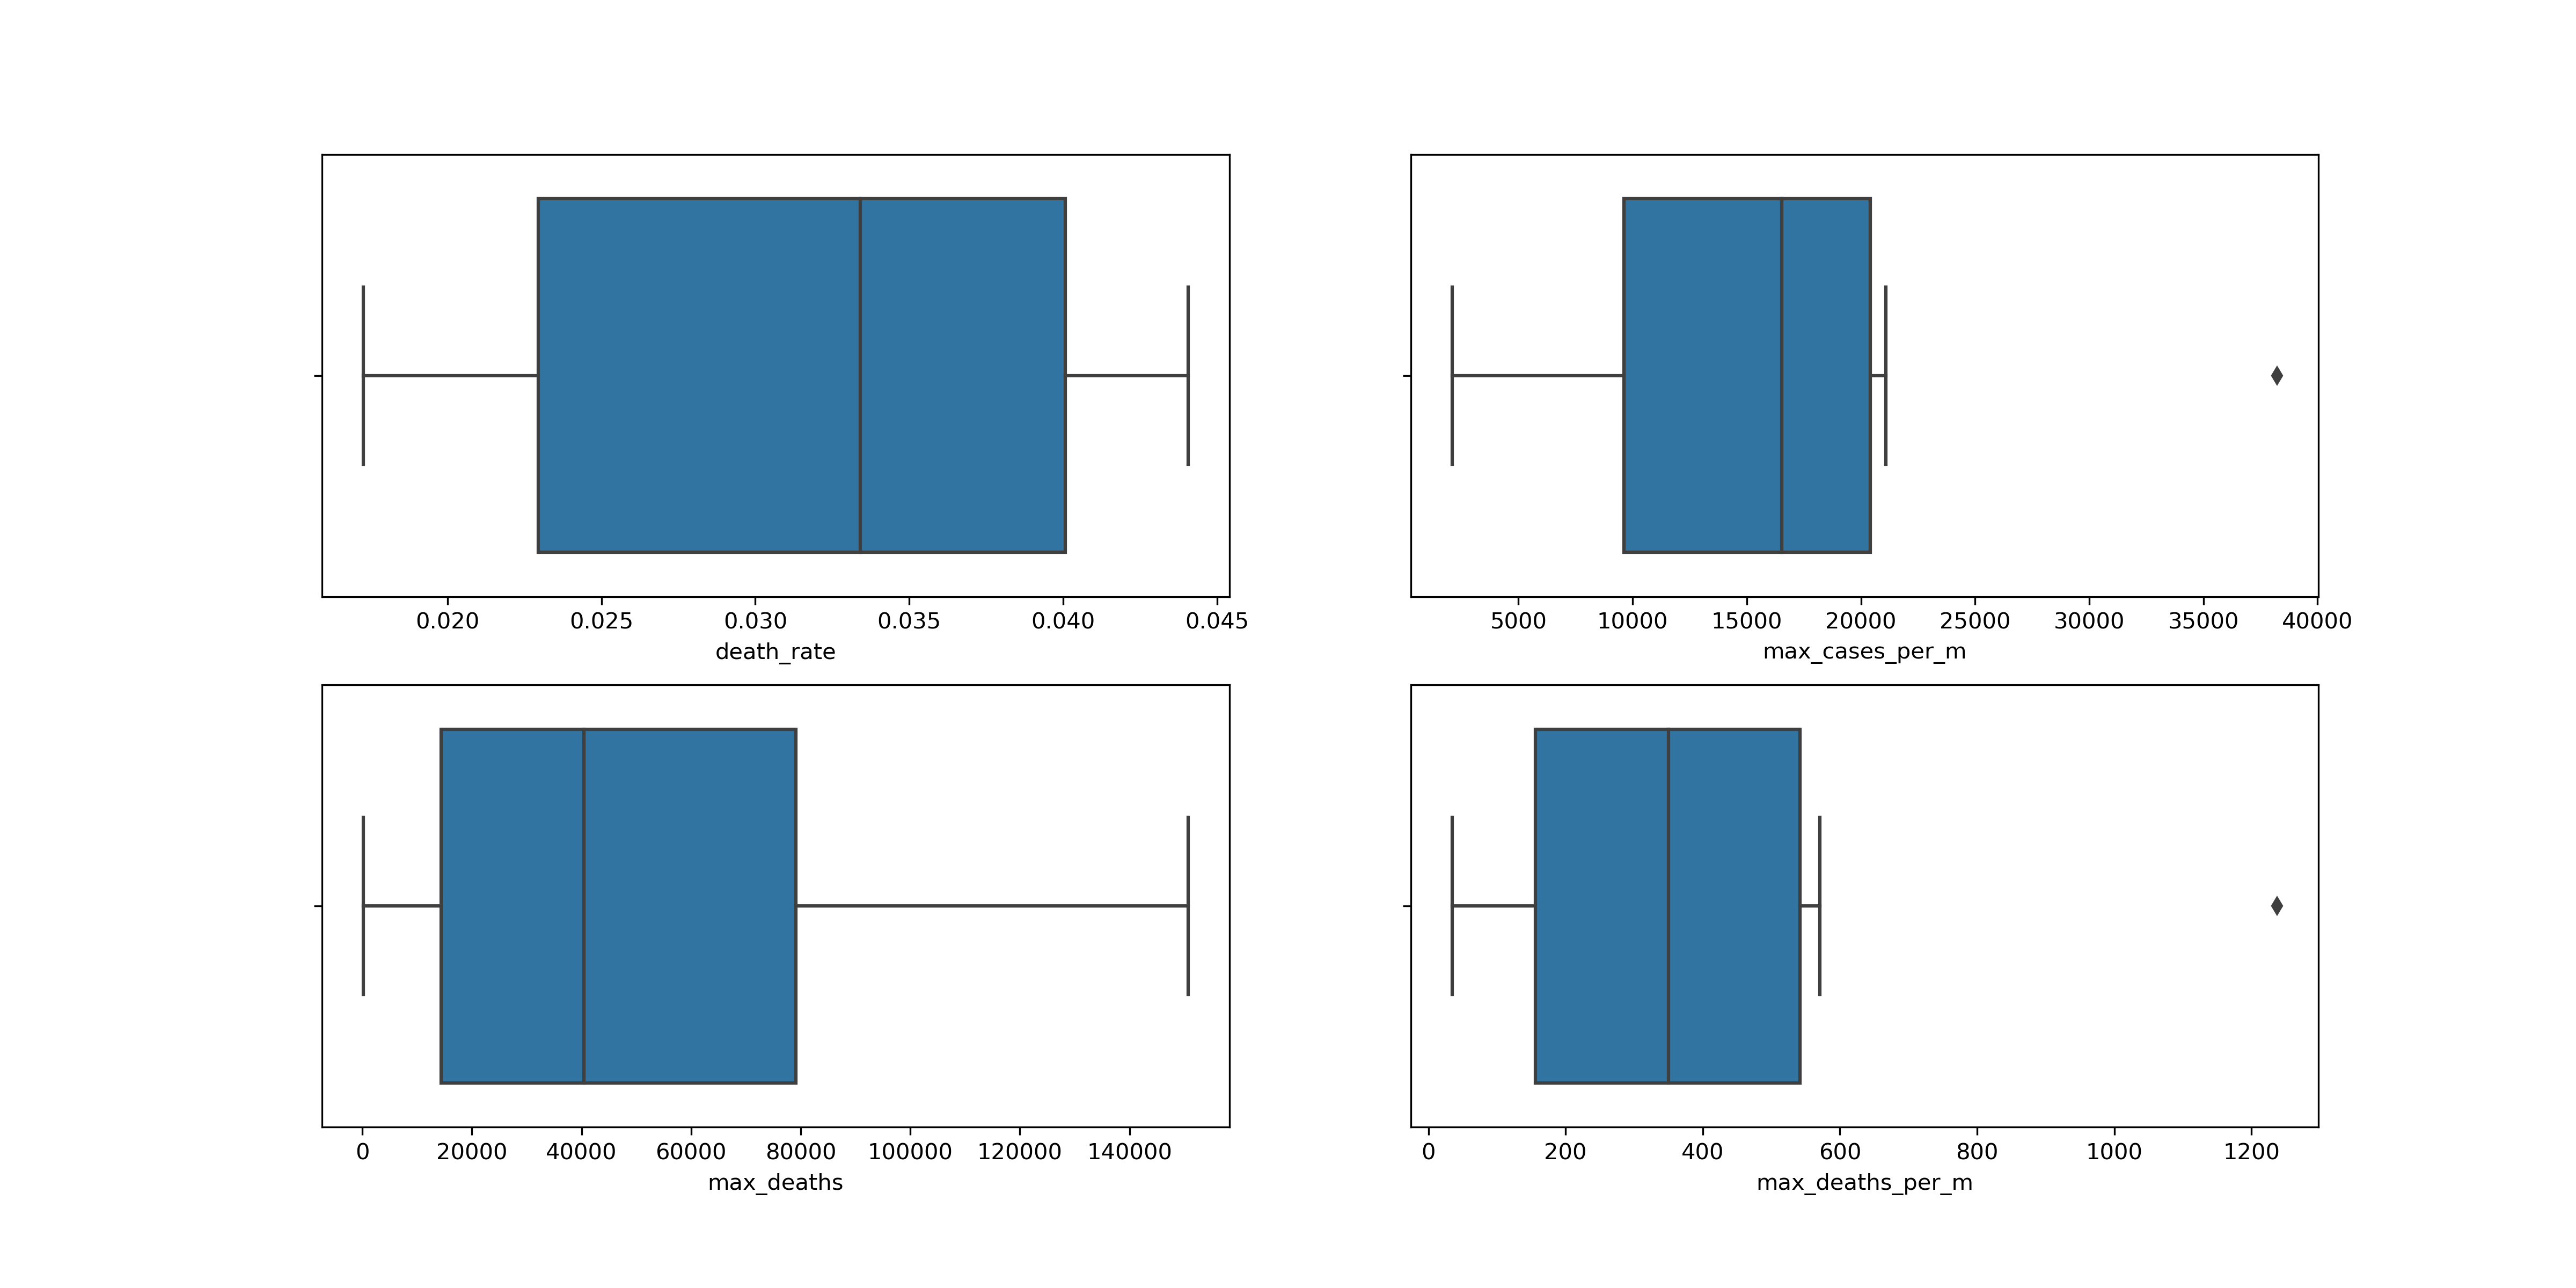 0.020 0.025 0.030 0.035 0.040 0.045
death_rate
5000 10000 15000 20000 25000 30000 35000 40000
max_cases_per_m
0 20000 40000 60000 80000 100000 120000 140000
max_deaths
0 200 400 600 800 1000 1200
max_deaths_per_m